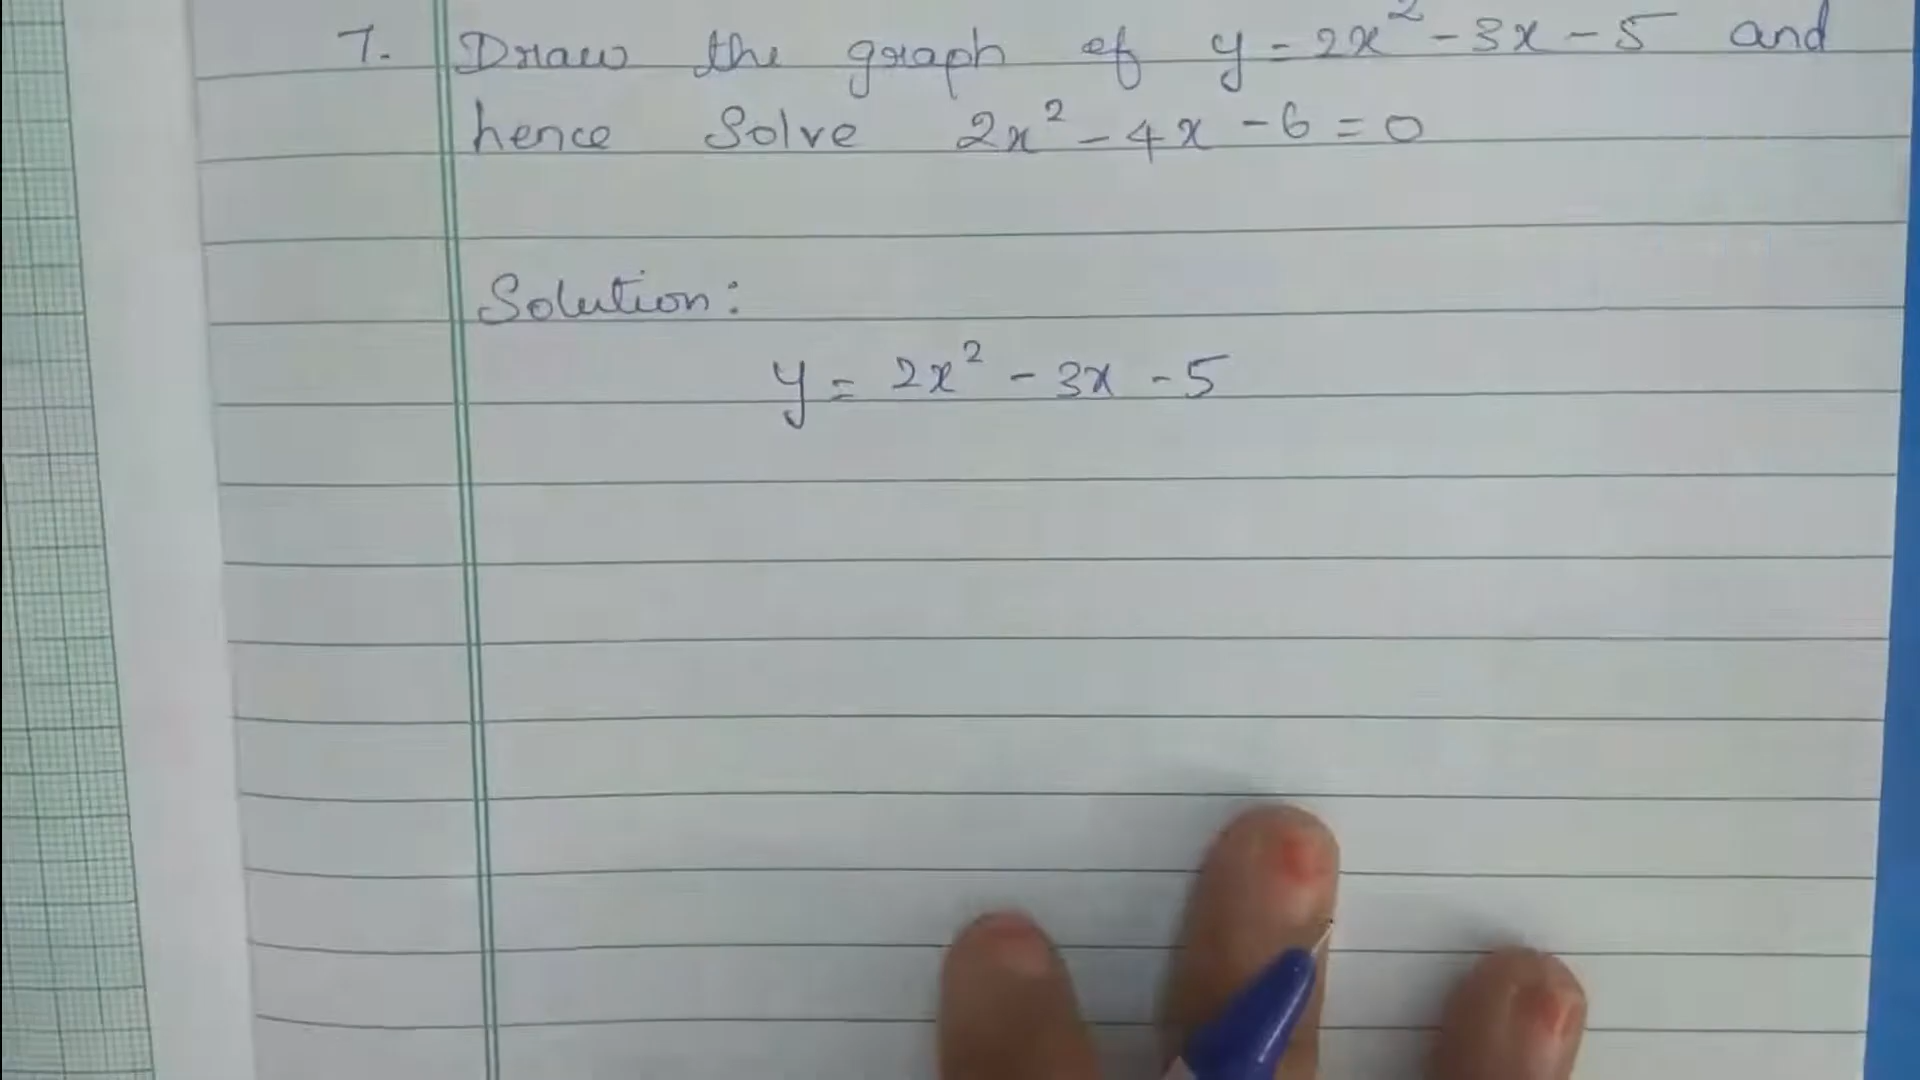 7. Draw the graph of y = 2x² - 3x - 5 and
hence Solve 2x² - 4x - 6 = 0
Solution:
y = 2x² - 3x - 5